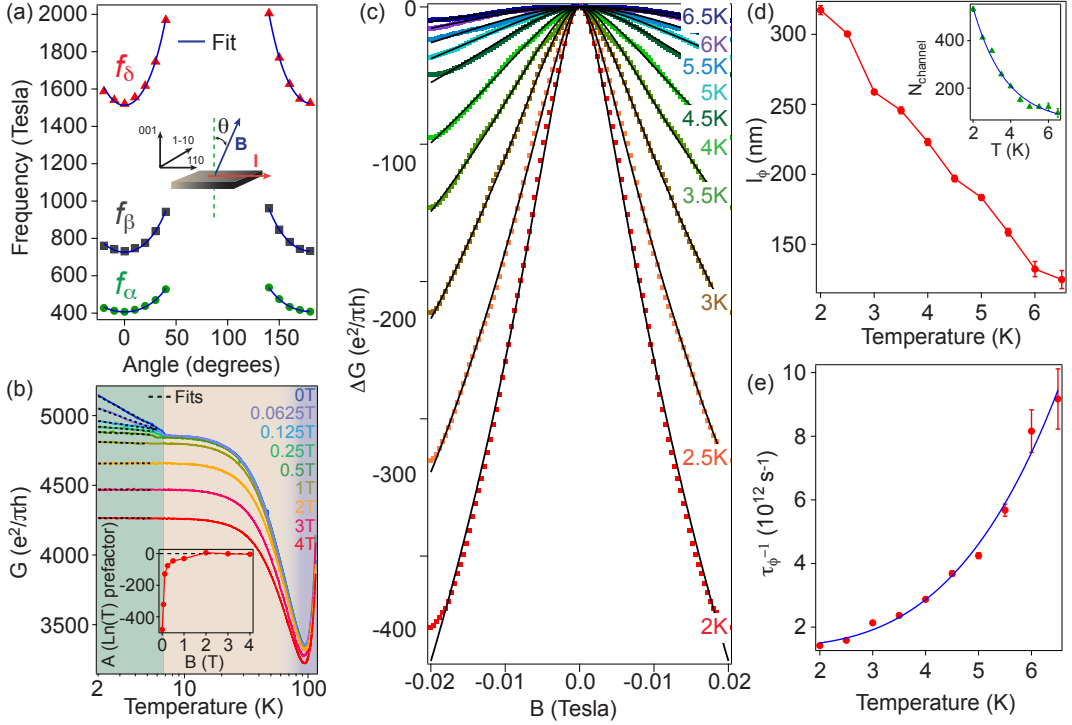 (a)
Frequency (Tesla)
2000
1800
1600
1400
1200
1000
800
600
400
Fit
fδ
fβ
fα
001
1-10
110
θ
B
I
0
50
100
150
Angle (degrees)
(b)
G (e²/πh)
5000
4500
4000
3500
Fits
0T
0.0625T
0.125T
0.25T
0.5T
1T
2T
3T
4T
A (Ln(T) prefactor)
0
-200
-400
0
1
2
3
4
B (T)
2
10
100
Temperature (K)
(c)
ΔG (e²/πh)
0
-100
-200
-300
-400
6.5K
6K
5.5K
5K
4.5K
4K
3.5K
3K
2.5K
2K
-0.02
-0.01
0.0
-0.01
0.02
B (Tesla)
(d)
lϕ (nm)
300
250
200
150
N channel
400
200
2
4
6
T (K)
2
3
4
5
6
Temperature (K)
(e)
τϕ⁻¹ (10¹² s⁻¹)
10
8
6
4
2
2
3
4
5
6
Temperature (K)